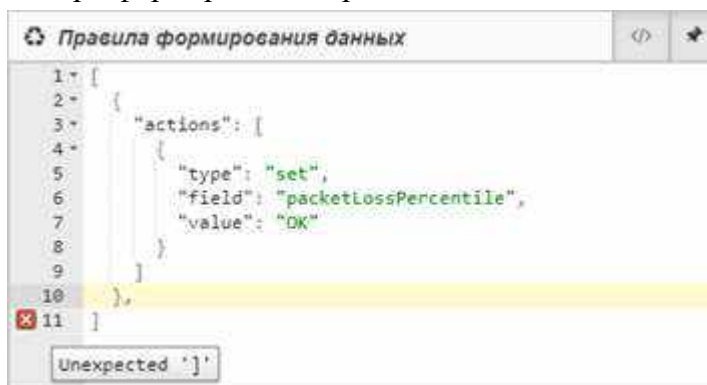 Правила формирования данных </>
1 [
2 {
3 "actions": [
4 {
5 "type": "set",
6 "field": "packetLossPercentile",
7 "value": "OK"
8 }
9 ]
10 },
11 ]
Unexpected ']'